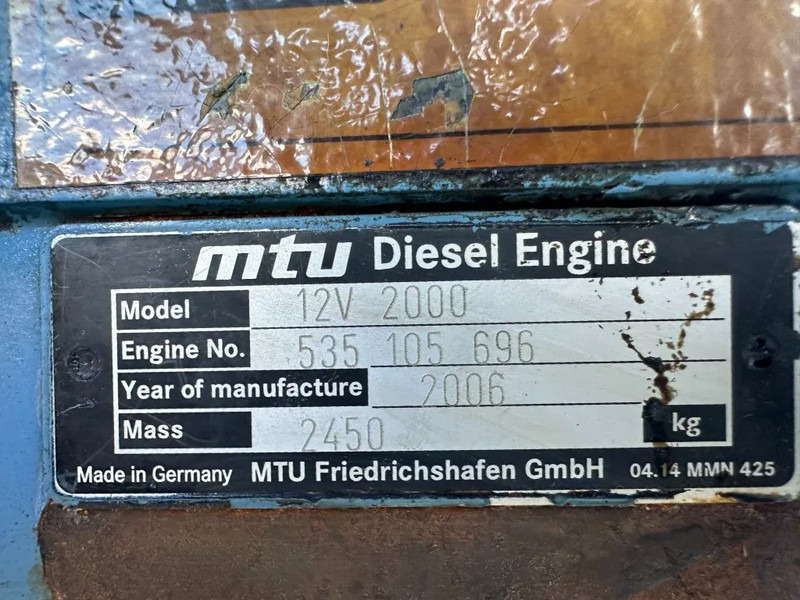 mtu Diesel Engine
Model 12V 2000
Engine No. 535 105 696
Year of manufacture 2006
Mass 2450 kg
Made in Germany MTU Friedrichshafen GmbH 04.14 MMN 425